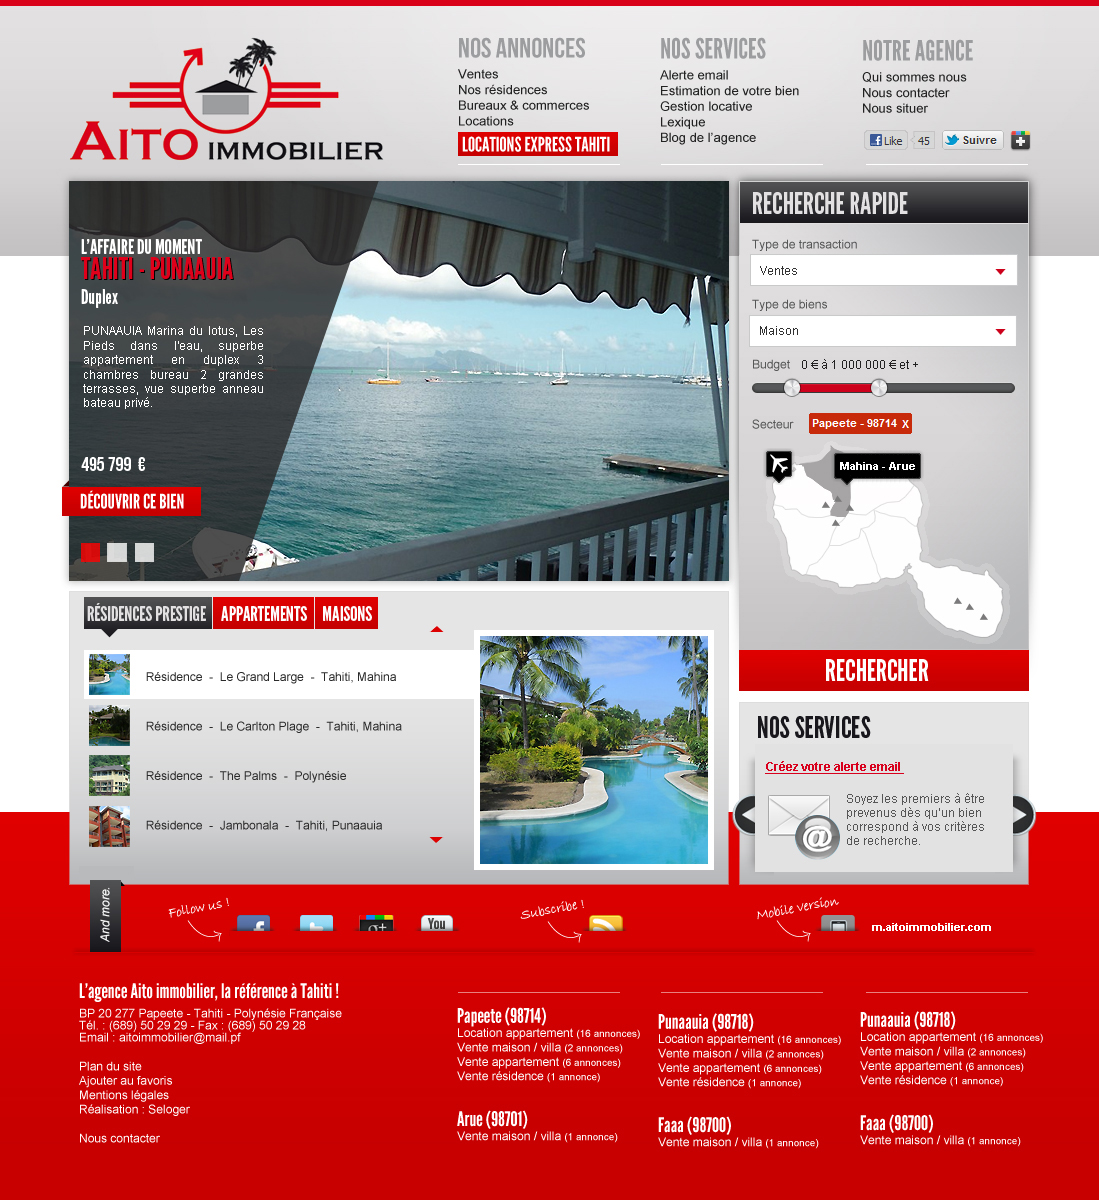 AITO IMMOBILIER
NOS ANNONCES
Ventes
Nos résidences
Bureaux & commerces
Locations
LOCATIONS EXPRESS TAHITI
NOS SERVICES
Alerte email
Estimation de votre bien
Gestion locative
Lexique
Blog de l'agence
NOTRE AGENCE
Qui sommes nous
Nous contacter
Nous situer
Like 45 Suivre
L'AFFAIRE DU MOMENT
TAHITI - PUNAAUIA
Duplex
PUNAAUIA Marina du lotus, Les
Pieds dans l'eau, superbe
appartement en duplex 3
chambres bureau 2 grandes
terrasses, vue superbe anneau
bateau privé.
495 799 €
DÉCOUVRIR CE BIEN
RECHERCHE RAPIDE
Type de transaction
Ventes
Type de biens
Maison
Budget 0 € à 1 000 000 € et +
Secteur Papeete - 98714 X
Mahina - Arue
RECHERCHER
RÉSIDENCES PRESTIGE APPARTEMENTS MAISONS
Résidence - Le Grand Large - Tahiti, Mahina
Résidence - Le Carlton Plage - Tahiti, Mahina
Résidence - The Palms - Polynésie
Résidence - Jambonala - Tahiti, Punaauia
NOS SERVICES
Créez votre alerte email
Soyez les premiers à être
prevenus dès qu'un bien
correspond à vos critères
de recherche.
@
And more.
Follow us !
f
g+
You
Subscribe !
Mobile version
m.aitoimmobilier.com
L'agence Aito immobilier, la référence à Tahiti !
BP 20 277 Papeete - Tahiti - Polynésie Française
Tél. : (689) 50 29 29 - Fax : (689) 50 29 28
Email : aitoimmobilier@mail.pf
Plan du site
Ajouter au favoris
Mentions légales
Réalisation : Seloger
Nous contacter
Papeete (98714)
Location appartement (16 annonces)
Vente maison / villa (2 annonces)
Vente appartement (6 annonces)
Vente résidence (1 annonce)
Arue (98701)
Vente maison / villa (1 annonce)
Punaauia (98718)
Location appartement (16 annonces)
Vente maison / villa (2 annonces)
Vente appartement (6 annonces)
Vente résidence (1 annonce)
Faaa (98700)
Vente maison / villa (1 annonce)
Punaauia (98718)
Location appartement (16 annonces)
Vente maison / villa (2 annonces)
Vente appartement (6 annonces)
Vente résidence (1 annonce)
Faaa (98700)
Vente maison / villa (1 annonce)